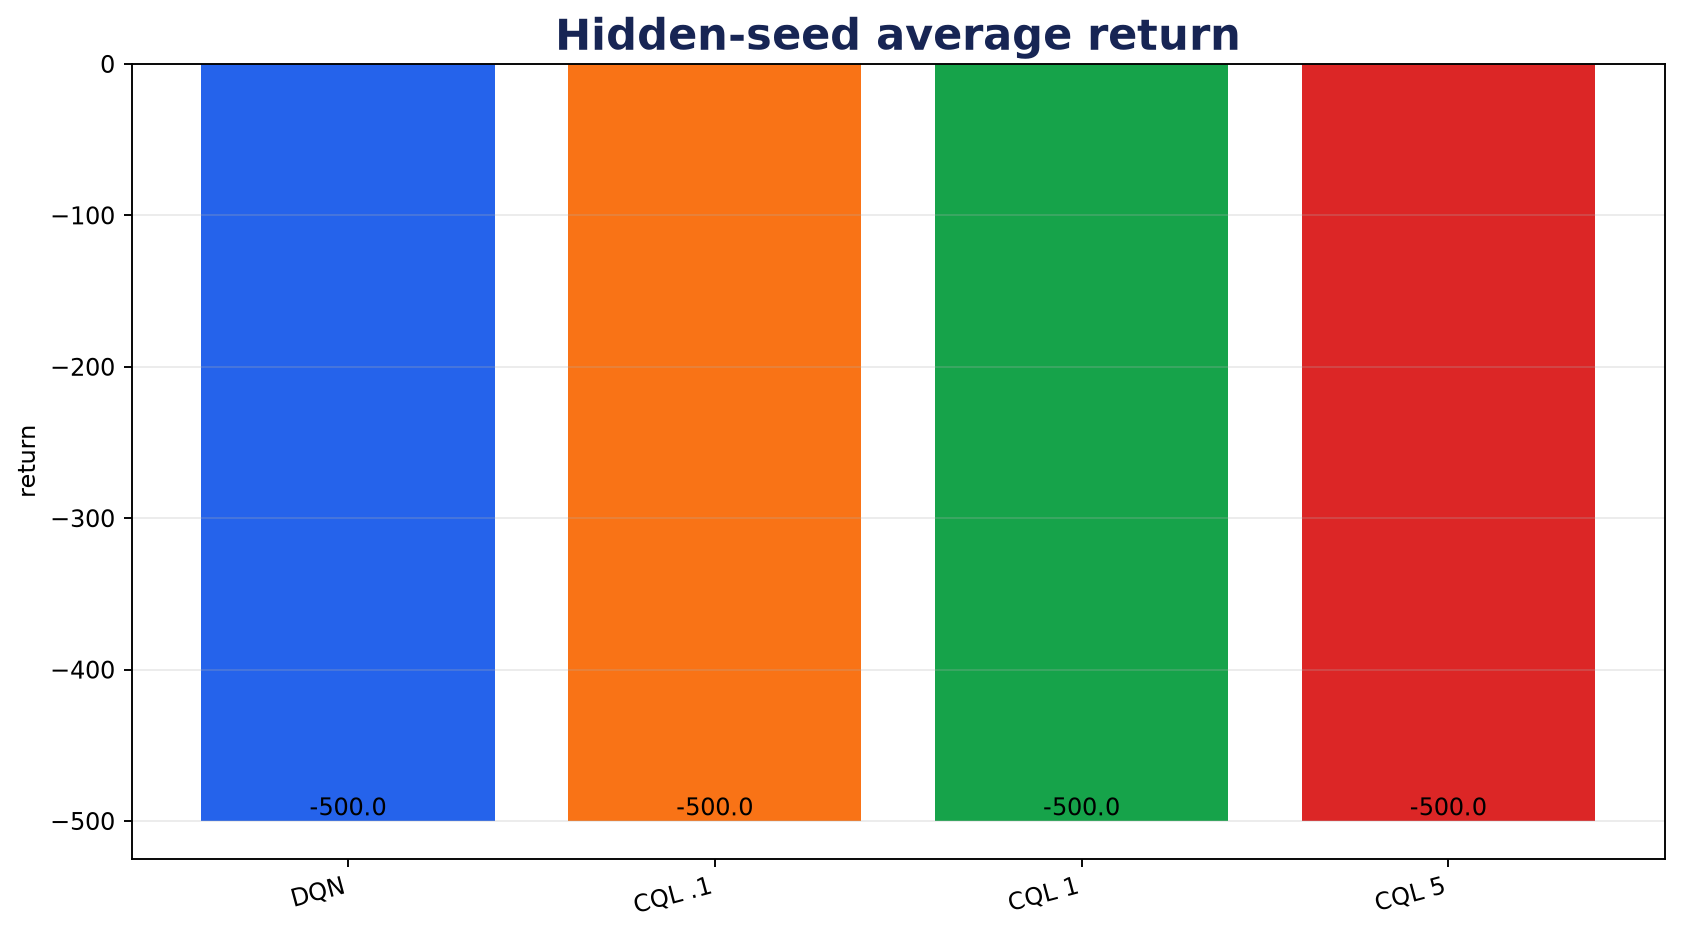 Hidden-seed average return
return
0
−100
−200
−300
−400
−500
-500.0
-500.0
-500.0
-500.0
DQN
CQL .1
CQL 1
CQL 5